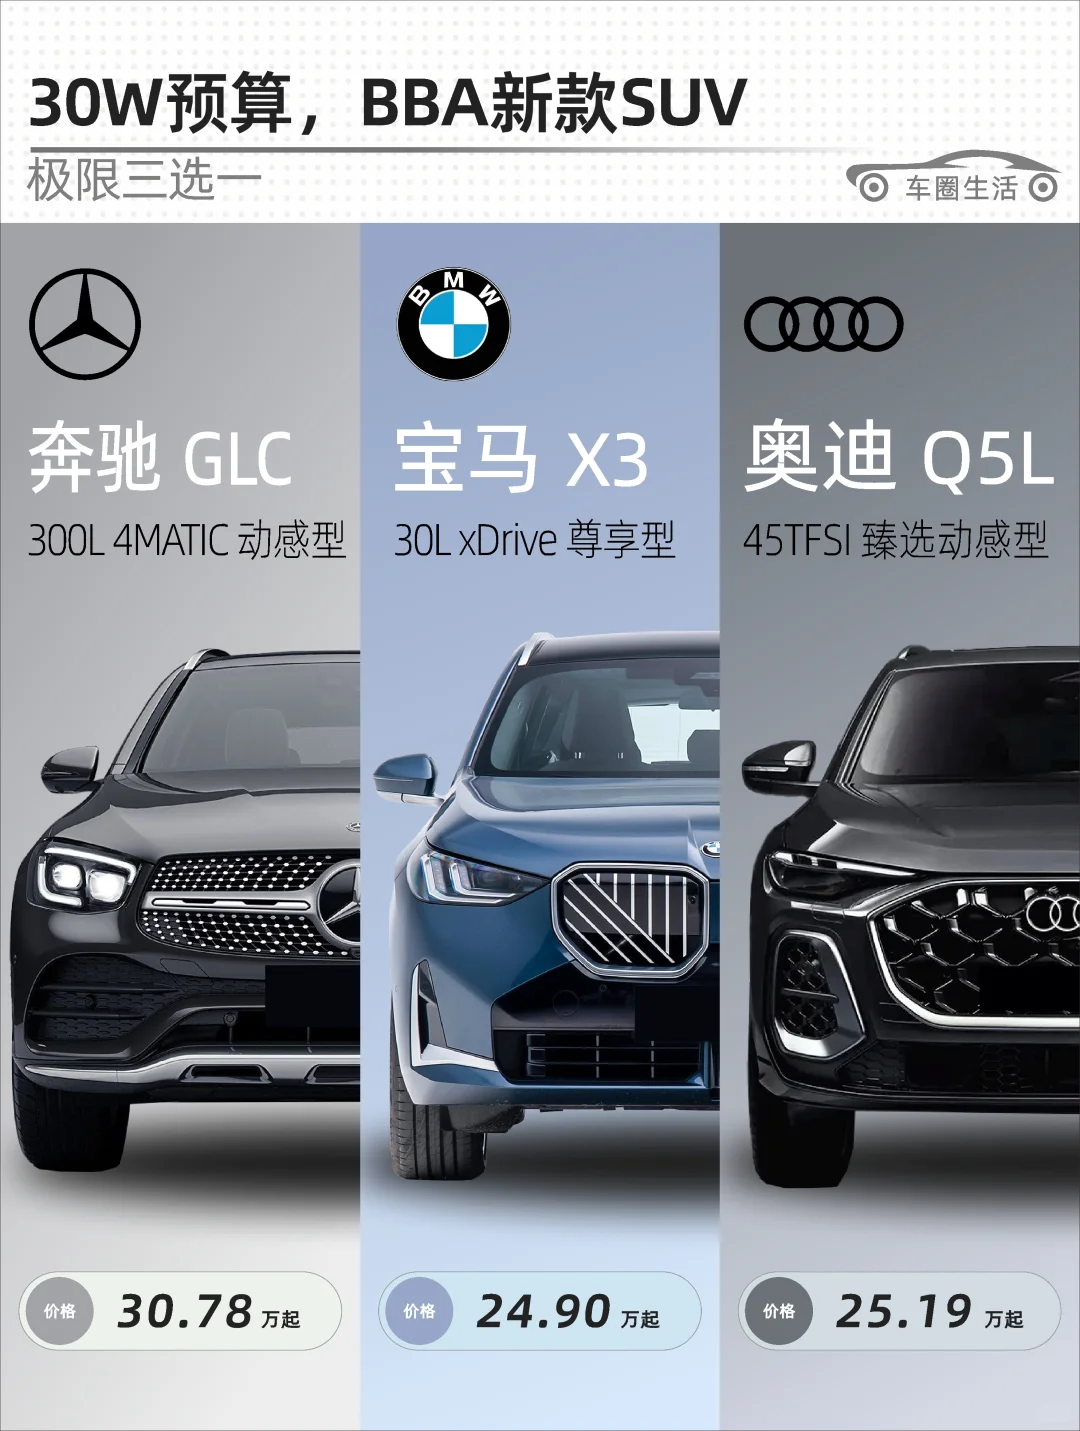 30W预算，BBA新款SUV
极限三选一
车圈生活
BMW
奔驰 GLC
300L 4MATIC 动感型
宝马 X3
30L xDrive 尊享型
奥迪 Q5L
45TFSI 臻选动感型
价格 30.78 万起
价格 24.90 万起
价格 25.19 万起